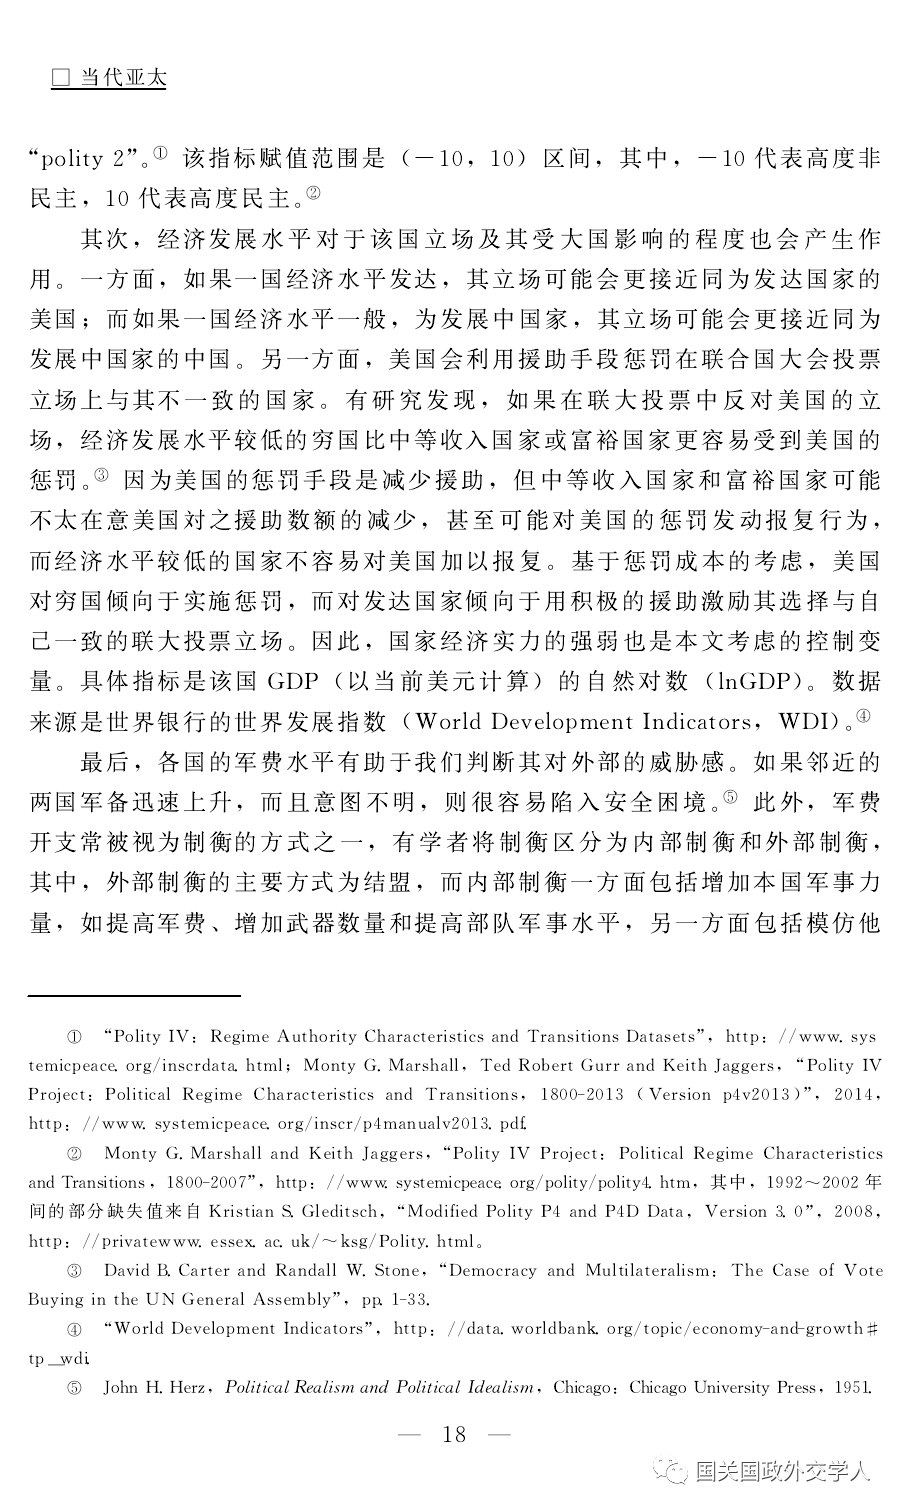 □ 当代亚太
“polity 2”。① 该指标赋值范围是（－10，10）区间，其中，－10 代表高度非
民主，10 代表高度民主。②
其次，经济发展水平对于该国立场及其受大国影响的程度也会产生作
用。一方面，如果一国经济水平发达，其立场可能会更接近同为发达国家的
美国；而如果一国经济水平一般，为发展中国家，其立场可能会更接近同为
发展中国家的中国。另一方面，美国会利用援助手段惩罚在联合国大会投票
立场上与其不一致的国家。有研究发现，如果在联大投票中反对美国的立
场，经济发展水平较低的穷国比中等收入国家或富裕国家更容易受到美国的
惩罚。③ 因为美国的惩罚手段是减少援助，但中等收入国家和富裕国家可能
不太在意美国对之援助数额的减少，甚至可能对美国的惩罚发动报复行为，
而经济水平较低的国家不容易对美国加以报复。基于惩罚成本的考虑，美国
对穷国倾向于实施惩罚，而对发达国家倾向于用积极的援助激励其选择与自
己一致的联大投票立场。因此，国家经济实力的强弱也是本文考虑的控制变
量。具体指标是该国 GDP（以当前美元计算）的自然对数（lnGDP）。数据
来源是世界银行的世界发展指数（World Development Indicators，WDI）。④
最后，各国的军费水平有助于我们判断其对外部的威胁感。如果邻近的
两国军备迅速上升，而且意图不明，则很容易陷入安全困境。⑤ 此外，军费
开支常被视为制衡的方式之一，有学者将制衡区分为内部制衡和外部制衡，
其中，外部制衡的主要方式为结盟，而内部制衡一方面包括增加本国军事力
量，如提高军费、增加武器数量和提高部队军事水平，另一方面包括模仿他
① “Polity IV：Regime Authority Characteristics and Transitions Datasets”，http：//www. sys
temicpeace. org/inscrdata. html；Monty G. Marshall，Ted Robert Gurr and Keith Jaggers，“Polity IV
Project：Political Regime Characteristics and Transitions，1800-2013（Version p4v2013）”，2014，
http：//www. systemicpeace. org/inscr/p4manualv2013. pdf.
② Monty G. Marshall and Keith Jaggers，“Polity IV Project：Political Regime Characteristics
and Transitions，1800-2007”，http：//www. systemicpeace. org/polity/polity4. htm，其中，1992～2002 年
间的部分缺失值来自 Kristian S. Gleditsch，“Modified Polity P4 and P4D Data，Version 3. 0”，2008，
http：//privatewww. essex. ac. uk/～ksg/Polity. html。
③ David B. Carter and Randall W. Stone，“Democracy and Multilateralism：The Case of Vote
Buying in the UN General Assembly”，pp. 1-33.
④ “World Development Indicators”，http：//data. worldbank. org/topic/economy-and-growth♯
tp_wdi.
⑤ John H. Herz，Political Realism and Political Idealism，Chicago：Chicago University Press，1951.
— 18 —
国关国政外交学人